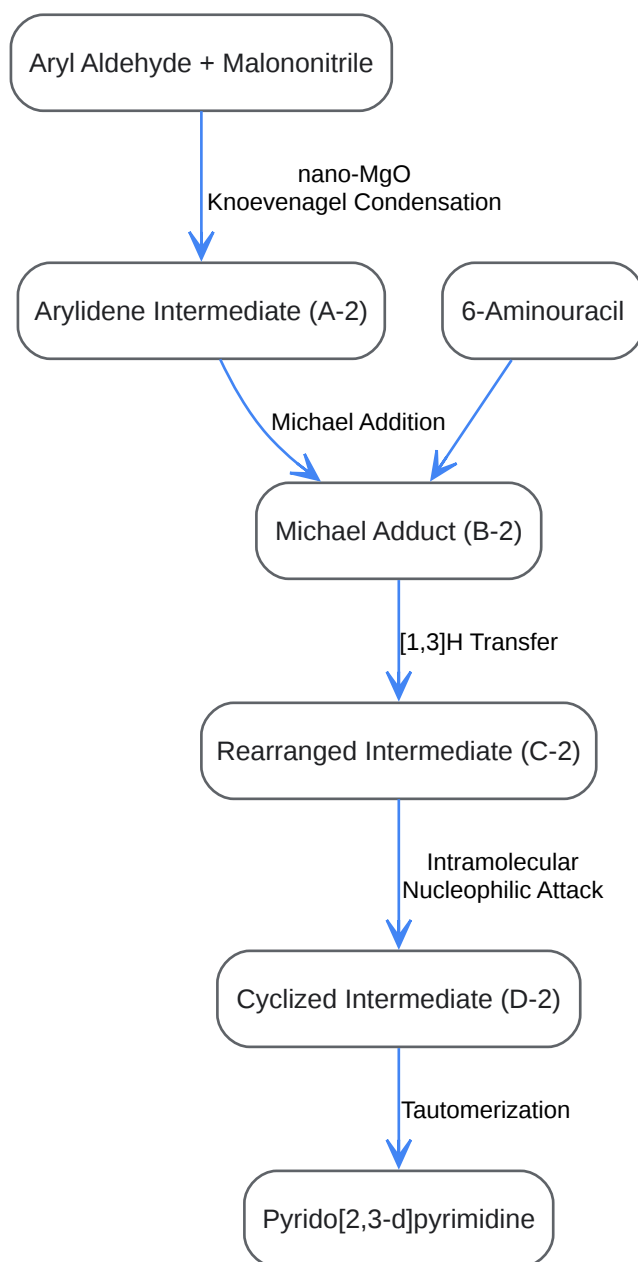 Aryl Aldehyde + Malononitrile
nano-MgO
Knoevenagel Condensation
Arylidene Intermediate (A-2)
6-Aminouracil
Michael Addition
Michael Adduct (B-2)
[1,3]H Transfer
Rearranged Intermediate (C-2)
Intramolecular
Nucleophilic Attack
Cyclized Intermediate (D-2)
Tautomerization
Pyrido[2,3-d]pyrimidine